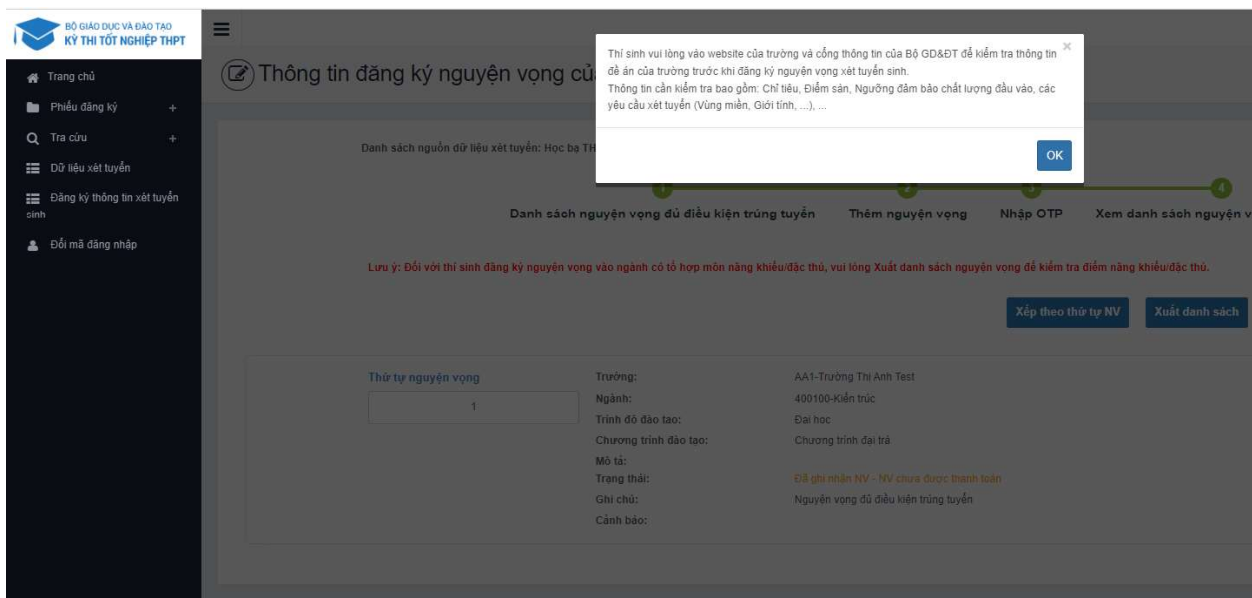 BỘ GIÁO DỤC VÀ ĐÀO TẠO
KỲ THI TỐT NGHIỆP THPT
Trang chủ
Phiếu đăng ký +
Tra cứu +
Dữ liệu xét tuyển
Đăng ký thông tin xét tuyển
sinh
Đổi mã đăng nhập
Thông tin đăng ký nguyện vọng củ
Thí sinh vui lòng vào website của trường và cổng thông tin của Bộ GD&ĐT để kiểm tra thông tin
đề án của trường trước khi đăng ký nguyện vọng xét tuyển sinh.
Thông tin cần kiểm tra bao gồm: Chỉ tiêu, Điểm sàn, Ngưỡng đảm bảo chất lượng đầu vào, các
yêu cầu xét tuyển (Vùng miền, Giới tính, ...), ...
×
OK
Danh sách nguồn dữ liệu xét tuyển: Học bạ TH
1 2 3 4
Danh sách nguyện vọng đủ điều kiện trúng tuyển Thêm nguyện vọng Nhập OTP Xem danh sách nguyện v
Lưu ý: Đối với thí sinh đăng ký nguyện vọng vào ngành có tổ hợp môn năng khiếu/đặc thù, vui lòng Xuất danh sách nguyện vọng để kiểm tra điểm năng khiếu/đặc thù.
Xếp theo thứ tự NV Xuất danh sách
Thứ tự nguyện vọng
1
Trường: AA1-Trường Thi Anh Test
Ngành: 400100-Kiến trúc
Trình độ đào tạo: Đại học
Chương trình đào tạo: Chương trình đại trà
Mô tả:
Trạng thái: Đã ghi nhận NV - NV chưa được thanh toán
Ghi chú: Nguyện vọng đủ điều kiện trúng tuyển
Cảnh báo: